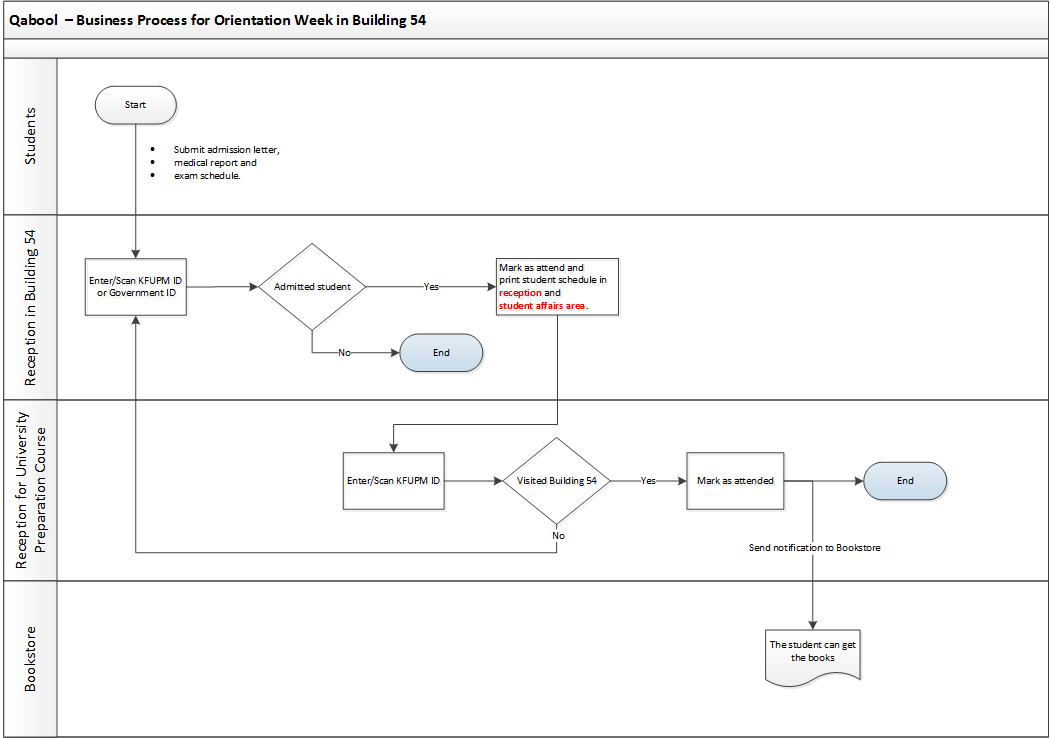 Qabool – Business Process for Orientation Week in Building 54
Students
Start
• Submit admission letter,
• medical report and
• exam schedule.
Reception in Building 54
Enter/Scan KFUPM ID
or Government ID
Admitted student
Yes
Mark as attend and
print student schedule in
reception and
student affairs area.
No
End
Reception for University
Preparation Course
Enter/Scan KFUPM ID
Visited Building 54
Yes
Mark as attended
End
No
Send notification to Bookstore
Bookstore
The student can get
the books